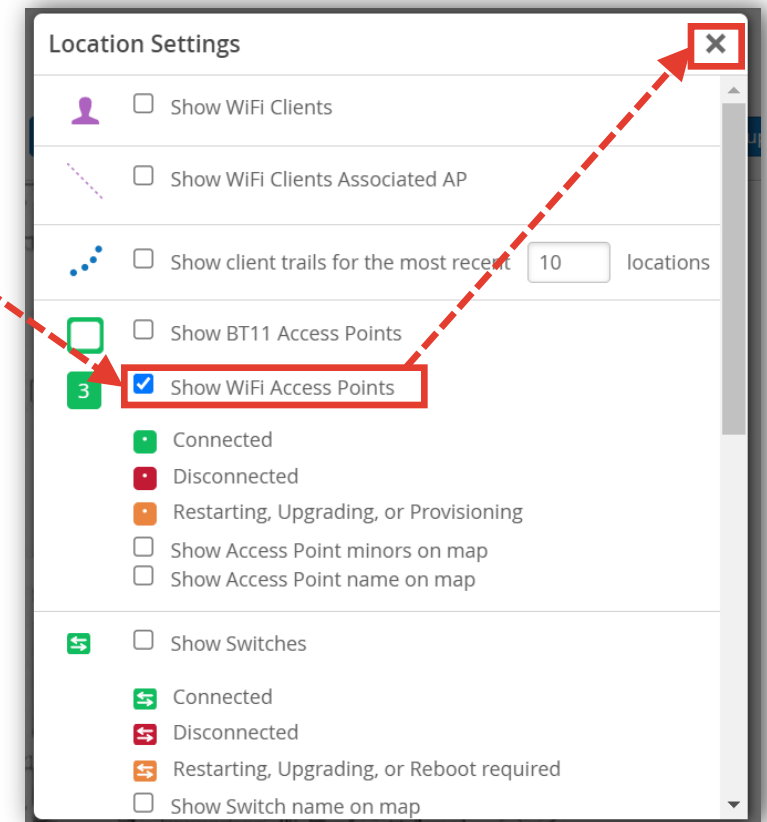 Location Settings
Show WiFi Clients
Show WiFi Clients Associated AP
Show client trails for the most recent 10 locations
Show BT11 Access Points
3 Show WiFi Access Points
Connected
Disconnected
Restarting, Upgrading, or Provisioning
Show Access Point minors on map
Show Access Point name on map
Show Switches
Connected
Disconnected
Restarting, Upgrading, or Reboot required
Show Switch name on map